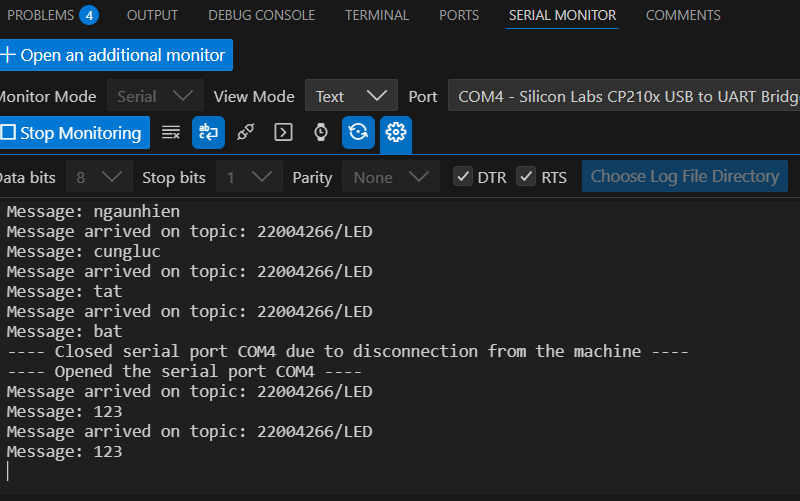 PROBLEMS 4 OUTPUT DEBUG CONSOLE TERMINAL PORTS SERIAL MONITOR COMMENTS
+ Open an additional monitor
Monitor Mode Serial View Mode Text Port COM4 - Silicon Labs CP210x USB to UART Bridge
Stop Monitoring
Data bits 8 Stop bits 1 Parity None DTR RTS Choose Log File Directory
Message: ngaunhien
Message arrived on topic: 22004266/LED
Message: cungluc
Message arrived on topic: 22004266/LED
Message: tat
Message arrived on topic: 22004266/LED
Message: bat
---- Closed serial port COM4 due to disconnection from the machine ----
---- Opened the serial port COM4 ----
Message arrived on topic: 22004266/LED
Message: 123
Message arrived on topic: 22004266/LED
Message: 123